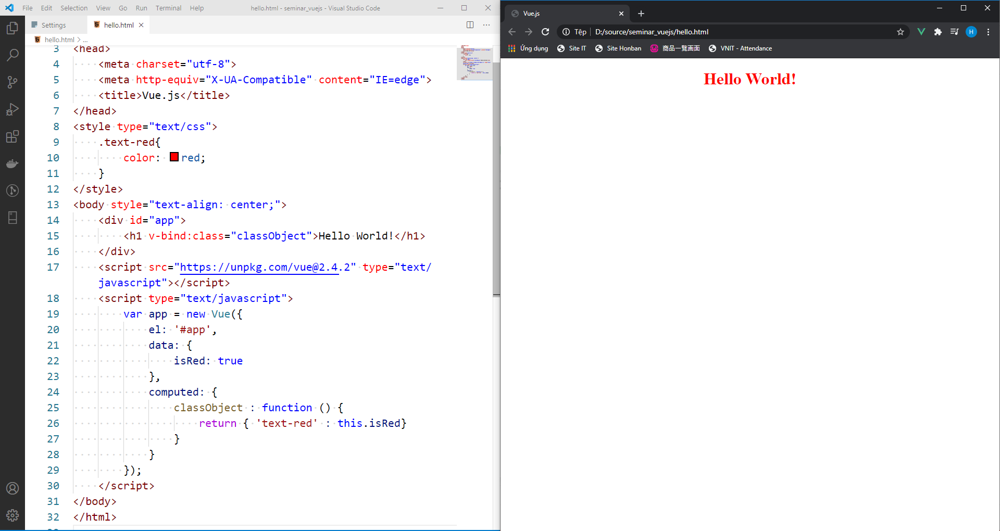 File Edit Selection View Go Run Terminal Help hello.html - seminar_vuejs - Visual Studio Code
Settings hello.html
hello.html > ...
3 <head>
4 <meta charset="utf-8">
5 <meta http-equiv="X-UA-Compatible" content="IE=edge">
6 <title>Vue.js</title>
7 </head>
8 <style type="text/css">
9 .text-red{
10 color: red;
11 }
12 </style>
13 <body style="text-align: center;">
14 <div id="app">
15 <h1 v-bind:class="classObject">Hello World!</h1>
16 </div>
17 <script src="https://unpkg.com/vue@2.4.2" type="text/
javascript"></script>
18 <script type="text/javascript">
19 var app = new Vue({
20 el: '#app',
21 data: {
22 isRed: true
23 },
24 computed: {
25 classObject : function () {
26 return { 'text-red' : this.isRed}
27 }
28 }
29 });
30 </script>
31 </body>
32 </html>
Vue.js
Tệp D:/source/seminar_vuejs/hello.html H
Ứng dụng Site IT Site Honban 商品一覧画面 VNIT - Attendance
Hello World!